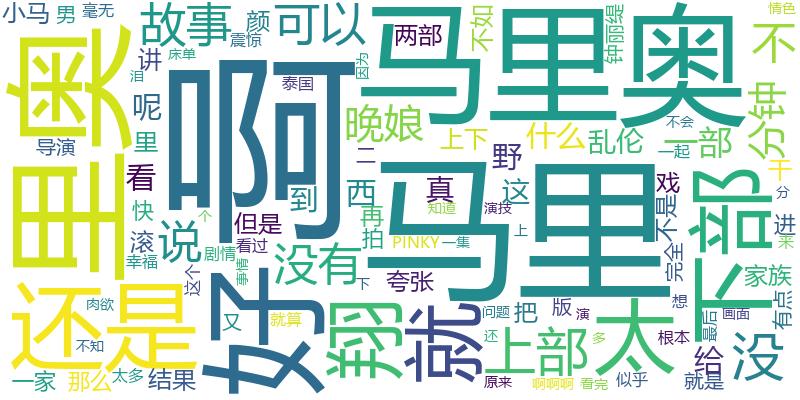 小马
男
毫无
故事
颜
震惊
可以
因为
两部
不如
钟丽缇
情色
不
马里奥
里奥
啊
讲
床单
泪
呢
泰国
晚娘
上下
什么
乱伦
不会
一起
一部
分钟
导演
里
二
野
马里
看
到
西
真
这
戏
不是
干
分
快
说
但是
再
知道
演技
上
下部
进
来
滚
个
看过
拍
PINKY
一集
完全
幸福
剧情
事情
没有
下
夸张
想
家族
这个
有点
还是
肉欲
好
又
就算
翔
就
问题
把
版
演
太
最后
画面
不知
还
上部
多
根本
给
没
一家
那么
太多
结果
原来
啊啊啊
看完
似乎
就是